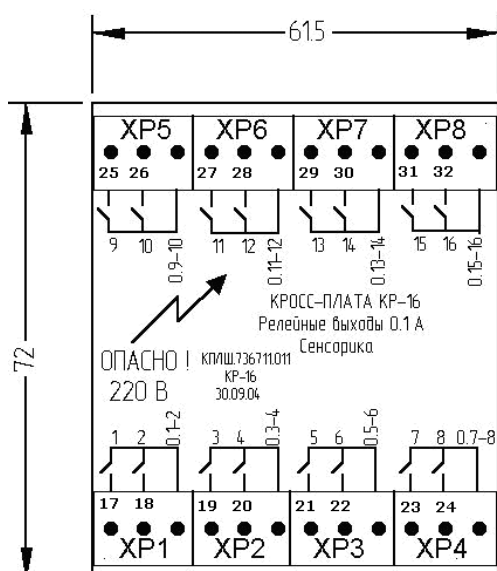 61.5
72
XP5 XP6 XP7 XP8
25 26 27 28 29 30 31 32
9 10 0.9-10 11 12 0.11-12 13 14 0.13-14 15 16 0.15-16
КРОСС-ПЛАТА КР-16
Релейные выходы 0.1 А
Сенсорика
ОПАСНО !
220 В
КПЛШ.736711.011
КР-16
30.09.04
1 2 0.1-2 3 4 0.3-4 5 6 0.5-6 7 8 0.7-8
17 18 19 20 21 22 23 24
XP1 XP2 XP3 XP4